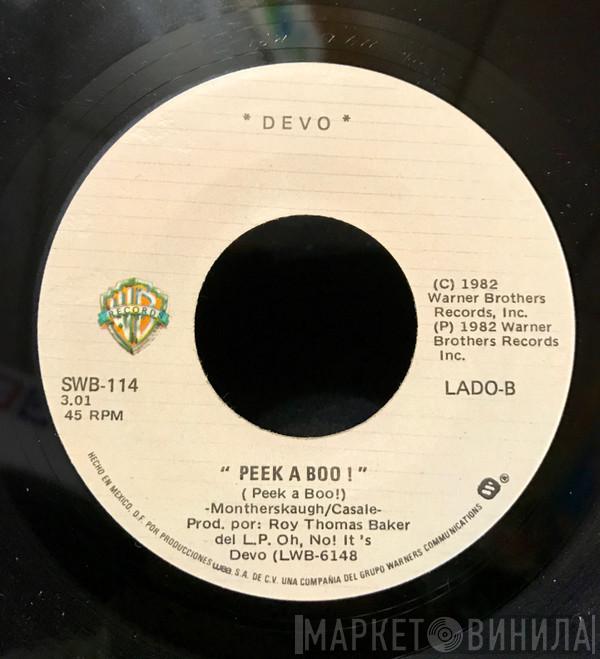 * DEVO *
(C) 1982
Warner Brothers
Records, Inc.
(P) 1982 Warner
Brothers Records
Inc.
WB
RECORDS
SWB-114
3.01
45 RPM
LADO-B
" PEEK A BOO ! "
( Peek a Boo!)
-Montherskaugh/Casale-
Prod. por: Roy Thomas Baker
del L.P. Oh, No! It 's
Devo (LWB-6148
HECHO EN MEXICO, D.F. POR PRODUCCIONES wea S.A. DE C.V. UNA COMPAÑIA DEL GRUPO WARNERS COMMUNICATIONS
®
|МАРКЕТ ВИНИЛА|